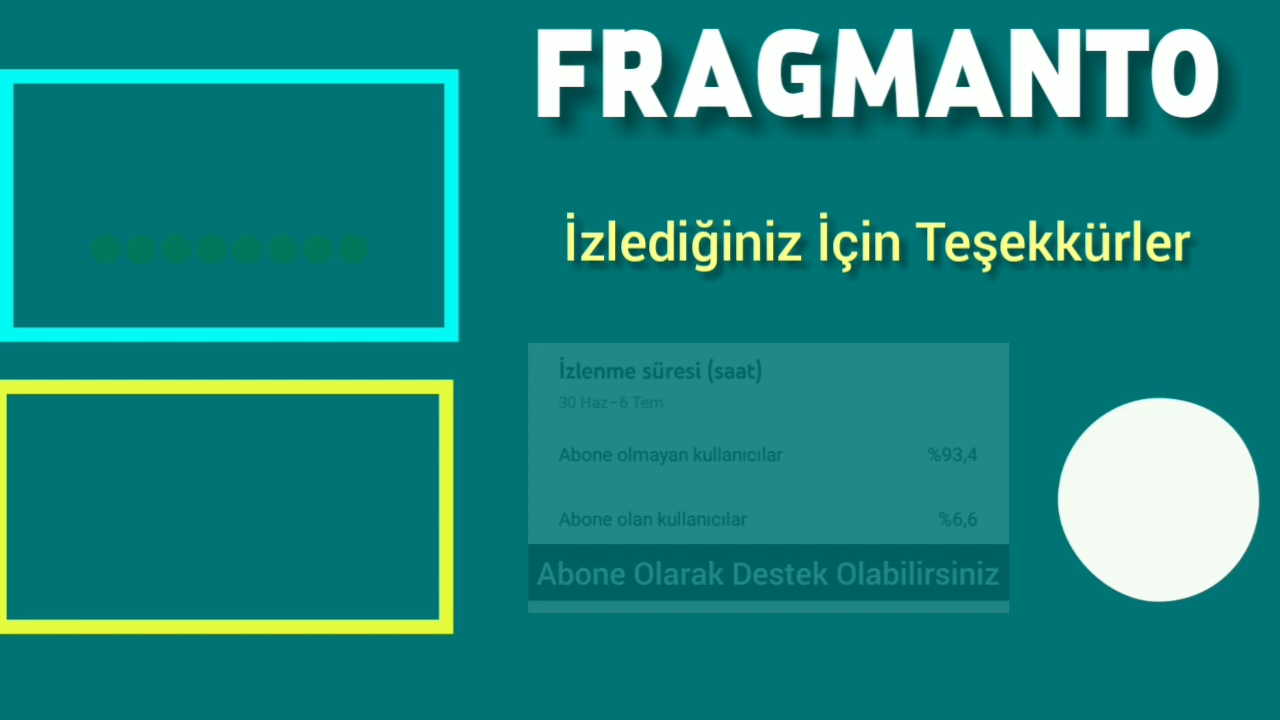 FRAGMANTO
İzlediğiniz İçin Teşekkürler
İzlenme süresi (saat)
30 Haz–6 Tem
Abone olmayan kullanıcılar %93,4
Abone olan kullanıcılar %6,6
Abone Olarak Destek Olabilirsiniz